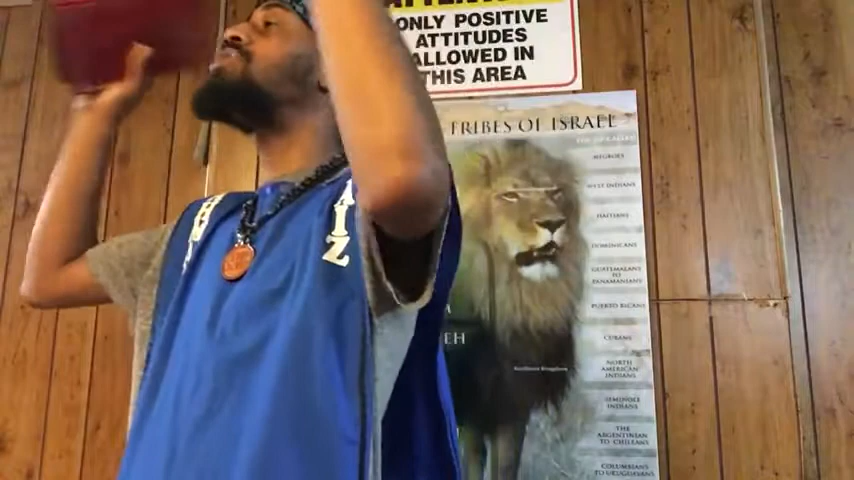 ONLY POSITIVE
ATTITUDES
ALLOWED IN
THIS AREA
TRIBES OF ISRAEL
NEGROES
WEST INDIANS
HAITIANS
DOMINICANS
GUATEMALANS
TO
PANAMANIANS
PUERTO RICANS
CUBANS
NORTH
AMERICAN
INDIANS
SEMINOLE
INDIANS
THE ARGENTINIANS
TO CHILEANS
COLUMBIANS
TO URUGUAYANS